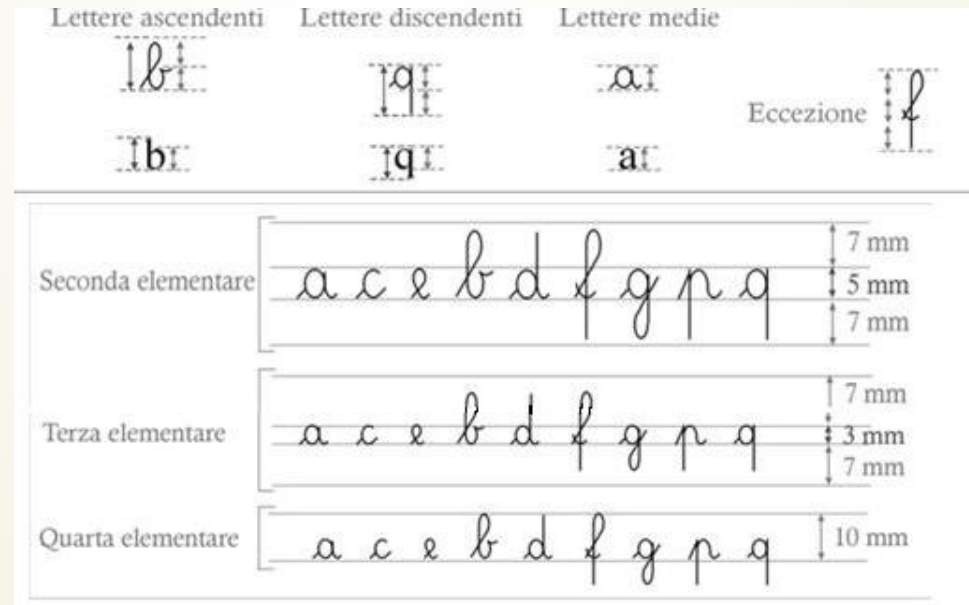 Lettere ascendenti Lettere discendenti Lettere medie
b q a
Eccezione f
b q a
Seconda elementare a c e b d f g p q
7 mm
5 mm
7 mm
Terza elementare a c e b d f g p q
7 mm
3 mm
7 mm
Quarta elementare a c e b d f g p q
10 mm